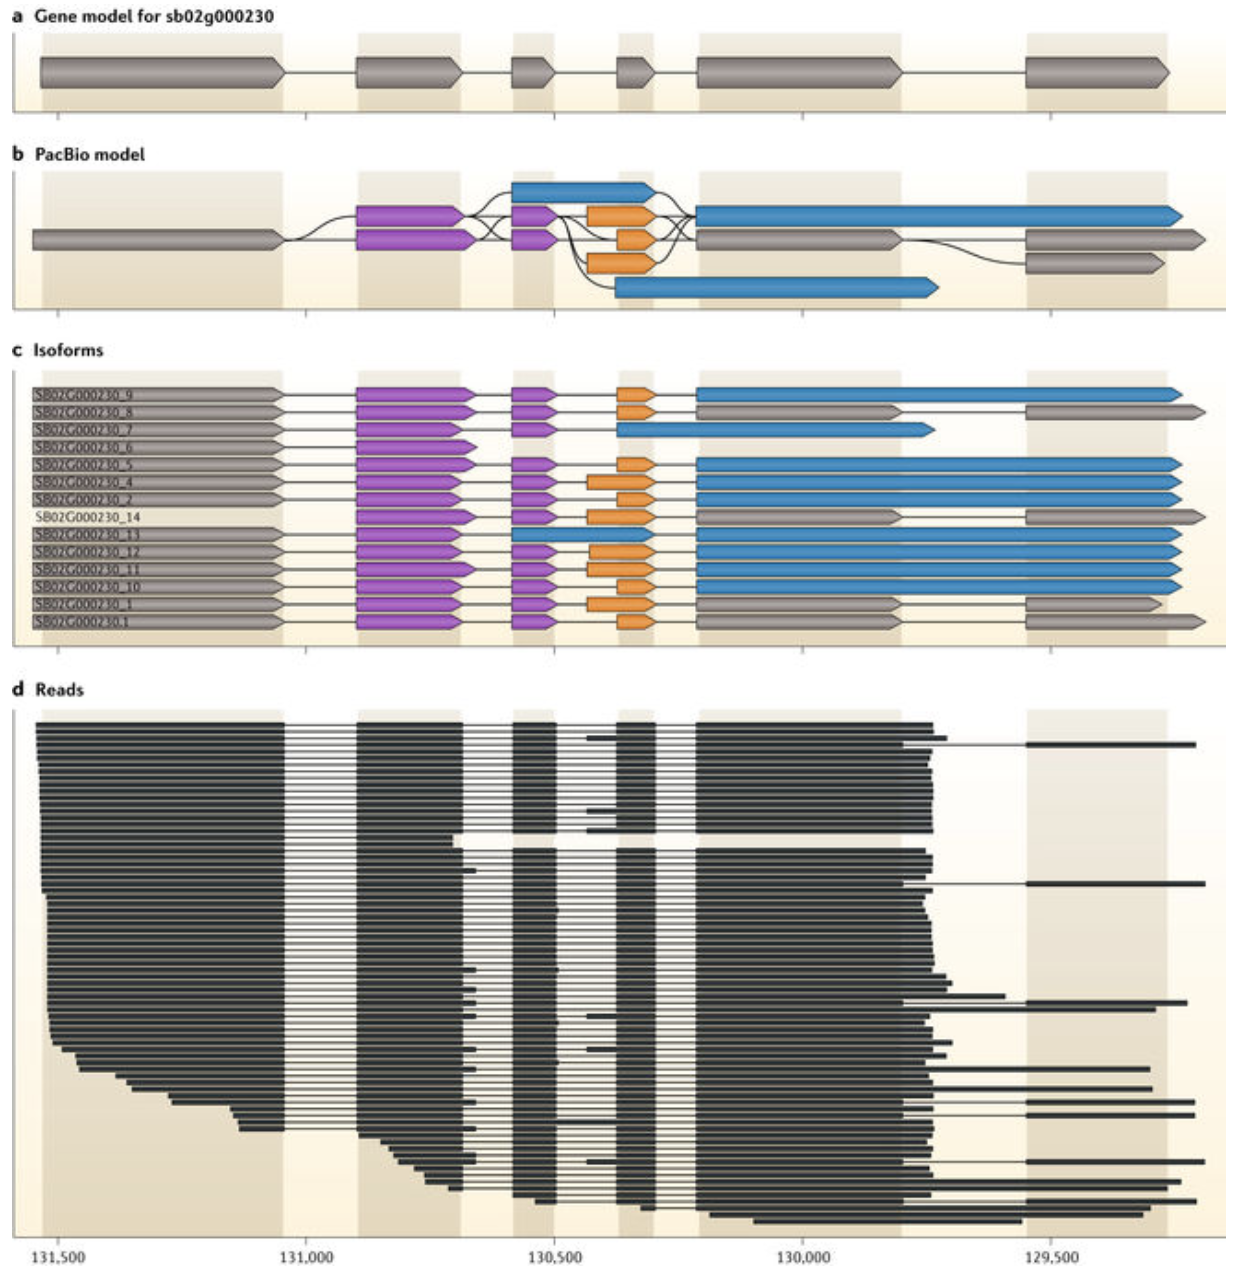 a Gene model for sb02g000230
b PacBio model
c Isoforms
SB02G000230_9
SB02G000230_8
SB02G000230_7
SB02G000230_6
SB02G000230_5
SB02G000230_4
SB02G000230_2
SB02G000230_14
SB02G000230_13
SB02G000230_12
SB02G000230_11
SB02G000230_10
SB02G000230_1
SB02G000230.1
d Reads
131,500 131,000 130,500 130,000 129,500